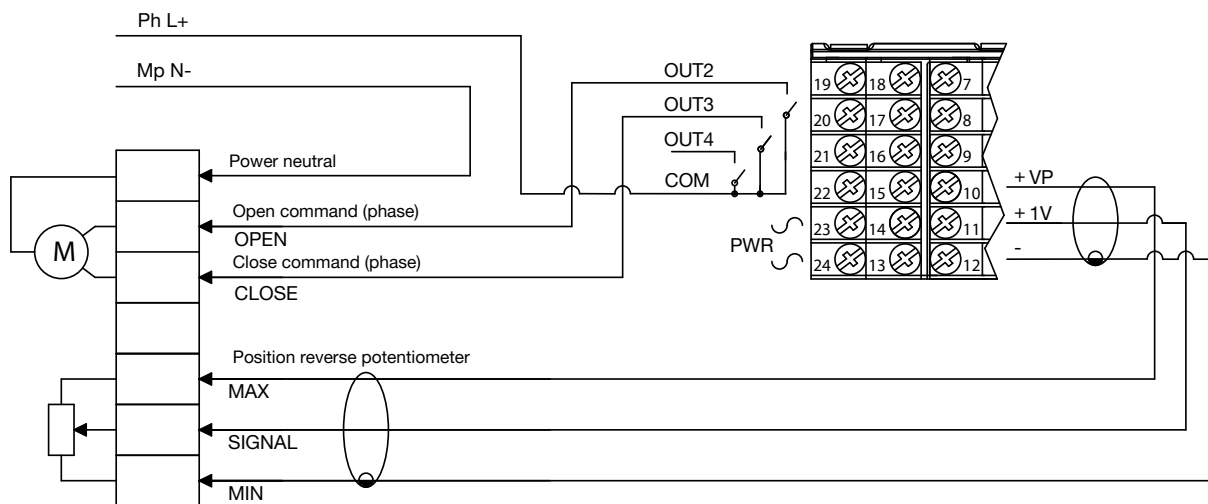 Ph L+
Mp N-
OUT2
OUT3
OUT4
COM
PWR
19 18 7
20 17 8
21 16 9
22 15 10
23 14 11
24 13 12
+ VP
+ 1V
-
Power neutral
Open command (phase)
OPEN
Close command (phase)
CLOSE
M
Position reverse potentiometer
MAX
SIGNAL
MIN